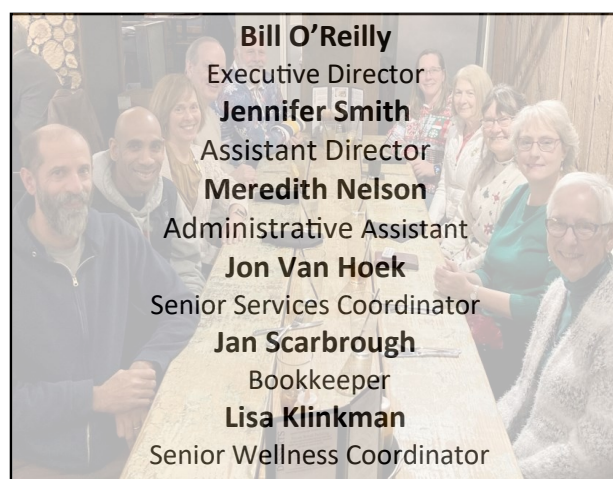 Bill O’Reilly
Executive Director
Jennifer Smith
Assistant Director
Meredith Nelson
Administrative Assistant
Jon Van Hoek
Senior Services Coordinator
Jan Scarbrough
Bookkeeper
Lisa Klinkman
Senior Wellness Coordinator